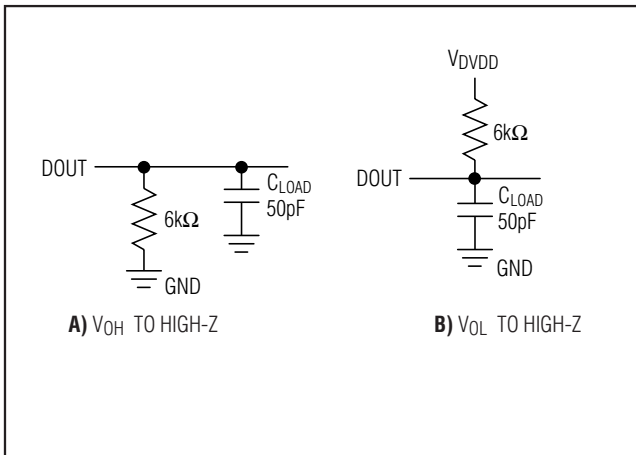 DOUT
6kΩ
CLOAD
50pF
GND
A) VOH TO HIGH-Z
VDVDD
6kΩ
DOUT
CLOAD
50pF
GND
B) VOL TO HIGH-Z